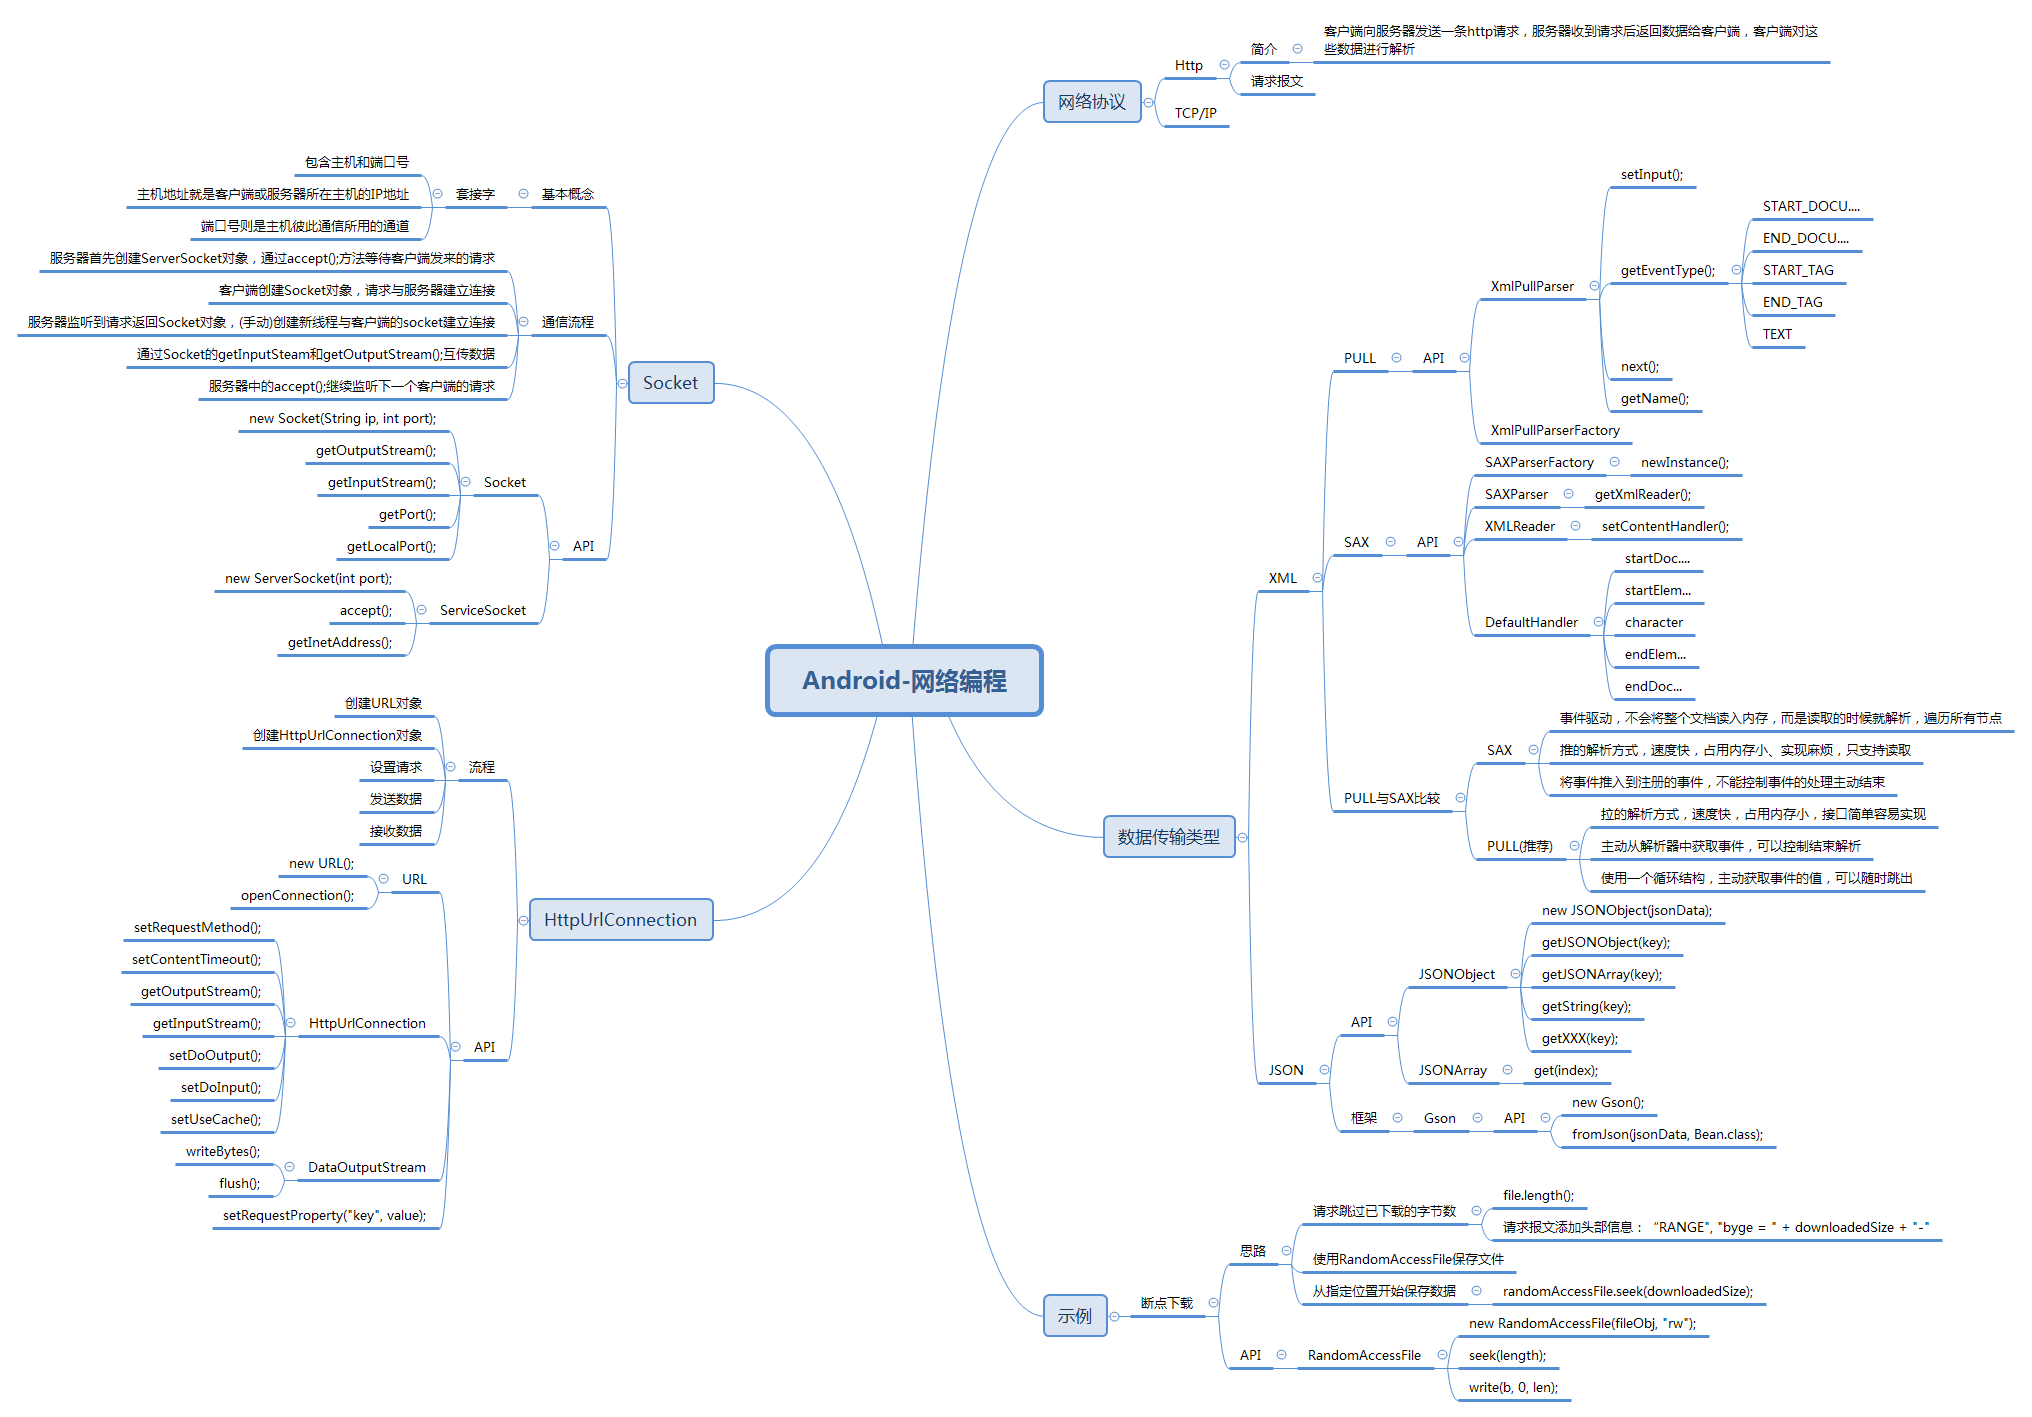 Android-网络编程
网络协议
Http
简介
客户端向服务器发送一条http请求，服务器收到请求后返回数据给客户端，客户端对这
些数据进行解析
请求报文
TCP/IP
数据传输类型
XML
PULL
API
XmlPullParser
setInput();
getEventType();
START_DOCU....
END_DOCU....
START_TAG
END_TAG
TEXT
next();
getName();
XmlPullParserFactory
SAX
API
SAXParserFactory
newInstance();
SAXParser
getXmlReader();
XMLReader
setContentHandler();
DefaultHandler
startDoc....
startElem...
character
endElem...
endDoc...
PULL与SAX比较
SAX
事件驱动，不会将整个文档读入内存，而是读取的时候就解析，遍历所有节点
推的解析方式，速度快，占用内存小、实现麻烦，只支持读取
将事件推入到注册的事件，不能控制事件的处理主动结束
PULL(推荐)
拉的解析方式，速度快，占用内存小，接口简单容易实现
主动从解析器中获取事件，可以控制结束解析
使用一个循环结构，主动获取事件的值，可以随时跳出
JSON
API
JSONObject
new JSONObject(jsonData);
getJSONObject(key);
getJSONArray(key);
getString(key);
getXXX(key);
JSONArray
get(index);
框架
Gson
API
new Gson();
fromJson(jsonData, Bean.class);
示例
断点下载
思路
请求跳过已下载的字节数
file.length();
请求报文添加头部信息：“RANGE", "byge = " + downloadedSize + "-"
使用RandomAccessFile保存文件
从指定位置开始保存数据
randomAccessFile.seek(downloadedSize);
API
RandomAccessFile
new RandomAccessFile(fileObj, "rw");
seek(length);
write(b, 0, len);
Socket
基本概念
套接字
包含主机和端口号
主机地址就是客户端或服务器所在主机的IP地址
端口号则是主机彼此通信所用的通道
通信流程
服务器首先创建ServerSocket对象，通过accept();方法等待客户端发来的请求
客户端创建Socket对象，请求与服务器建立连接
服务器监听到请求返回Socket对象，(手动)创建新线程与客户端的socket建立连接
通过Socket的getInputSteam和getOutputStream();互传数据
服务器中的accept();继续监听下一个客户端的请求
API
Socket
new Socket(String ip, int port);
getOutputStream();
getInputStream();
getPort();
getLocalPort();
ServiceSocket
new ServerSocket(int port);
accept();
getInetAddress();
HttpUrlConnection
流程
创建URL对象
创建HttpUrlConnection对象
设置请求
发送数据
接收数据
API
URL
new URL();
openConnection();
HttpUrlConnection
setRequestMethod();
setContentTimeout();
getOutputStream();
getInputStream();
setDoOutput();
setDoInput();
setUseCache();
DataOutputStream
writeBytes();
flush();
setRequestProperty("key", value);